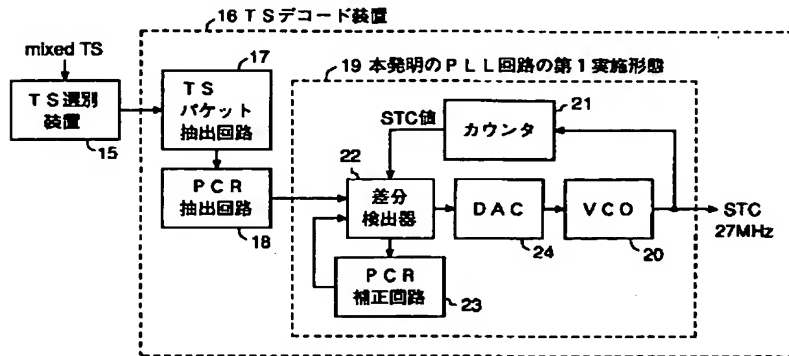 16 TSデコード装置
mixed TS
TS選別
装置
15
17
TS
パケット
抽出回路
PCR
抽出回路
18
19 本発明のPLL回路の第1実施形態
21
カウンタ
STC値
22
差分
検出器
DAC
24
VCO
20
STC
27MHz
PCR
補正回路
23